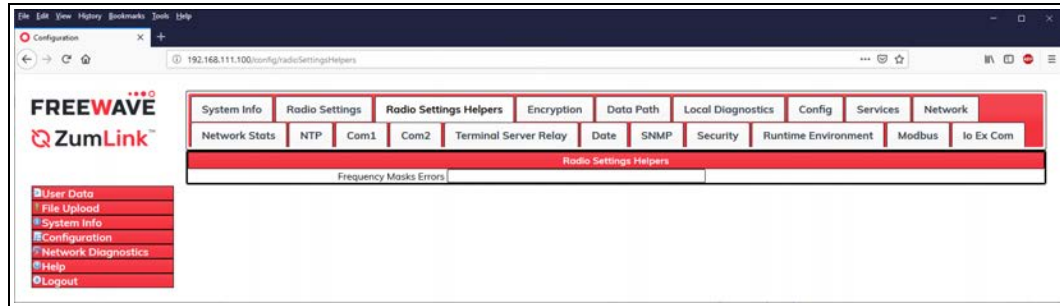 File Edit View History Bookmarks Tools Help
Configuration
192.168.111.100/config/radioSettingsHelpers
FREEWAVE
ZumLink™
System Info Radio Settings Radio Settings Helpers Encryption Data Path Local Diagnostics Config Services Network
Network Stats NTP Com1 Com2 Terminal Server Relay Date SNMP Security Runtime Environment Modbus Io Ex Com
Radio Settings Helpers
Frequency Masks Errors
User Data
File Upload
System Info
Configuration
Network Diagnostics
Help
Logout